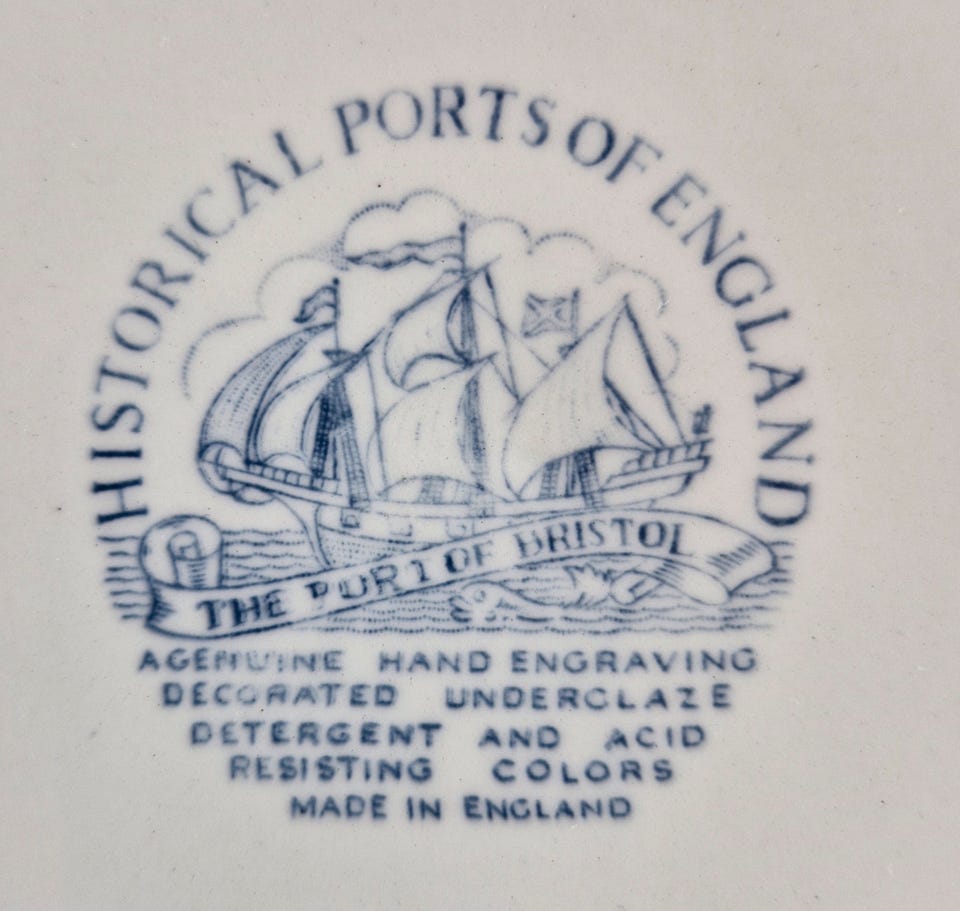 HISTORICAL PORTS OF ENGLAND
THE PORT OF BRISTOL
A GENUINE HAND ENGRAVING
DECORATED UNDERGLAZE
DETERGENT AND ACID
RESISTING COLORS
MADE IN ENGLAND